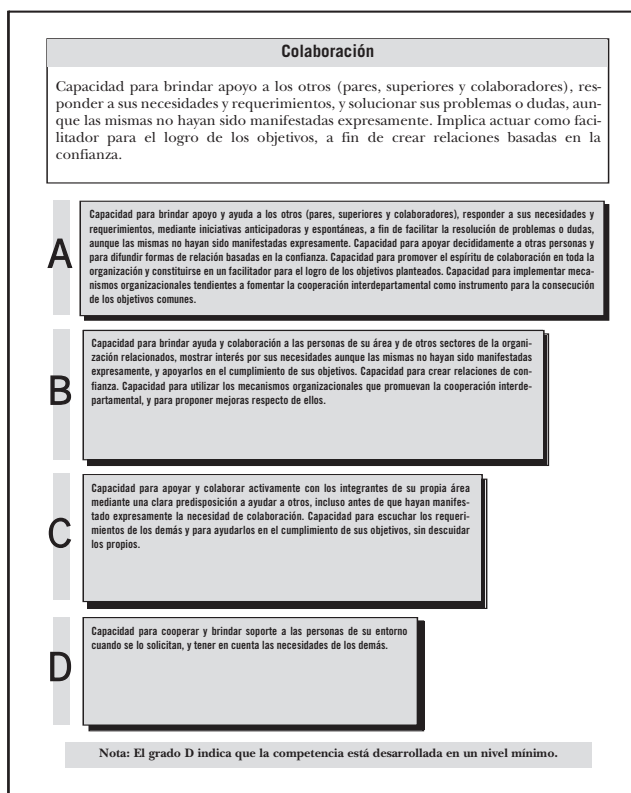 Colaboración
Capacidad para brindar apoyo a los otros (pares, superiores y colaboradores), res-
ponder a sus necesidades y requerimientos, y solucionar sus problemas o dudas, aun-
que las mismas no hayan sido manifestadas expresamente. Implica actuar como faci-
litador para el logro de los objetivos, a fin de crear relaciones basadas en la
confianza.
A
Capacidad para brindar apoyo y ayuda a los otros (pares, superiores y colaboradores), responder a sus necesidades y
requerimientos, mediante iniciativas anticipadoras y espontáneas, a fin de facilitar la resolución de problemas o dudas,
aunque las mismas no hayan sido manifestadas expresamente. Capacidad para apoyar decididamente a otras personas y
para difundir formas de relación basadas en la confianza. Capacidad para promover el espíritu de colaboración en toda la
organización y constituirse en un facilitador para el logro de los objetivos planteados. Capacidad para implementar meca-
nismos organizacionales tendientes a fomentar la cooperación interdepartamental como instrumento para la consecución
de los objetivos comunes.
B
Capacidad para brindar ayuda y colaboración a las personas de su área y de otros sectores de la organi-
zación relacionados, mostrar interés por sus necesidades aunque las mismas no hayan sido manifestadas
expresamente, y apoyarlos en el cumplimiento de sus objetivos. Capacidad para crear relaciones de con-
fianza. Capacidad para utilizar los mecanismos organizacionales que promuevan la cooperación interde-
partamental, y para proponer mejoras respecto de ellos.
C
Capacidad para apoyar y colaborar activamente con los integrantes de su propia área
mediante una clara predisposición a ayudar a otros, incluso antes de que hayan manifes-
tado expresamente la necesidad de colaboración. Capacidad para escuchar los requeri-
mientos de los demás y para ayudarlos en el cumplimiento de sus objetivos, sin descuidar
los propios.
D
Capacidad para cooperar y brindar soporte a las personas de su entorno
cuando se lo solicitan, y tener en cuenta las necesidades de los demás.
Nota: El grado D indica que la competencia está desarrollada en un nivel mínimo.